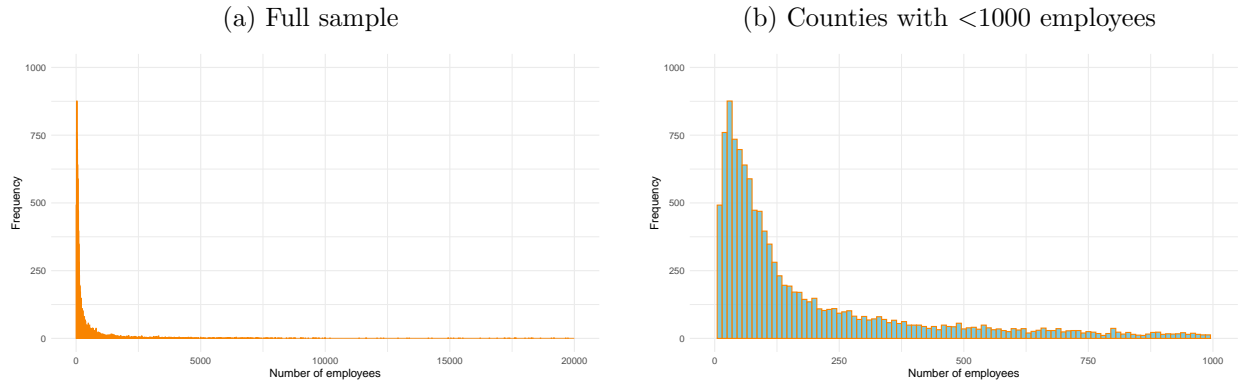 (a) Full sample
1000
750
500
250
0
Frequency
0 5000 10000 15000 20000
Number of employees
(b) Counties with <1000 employees
1000
750
500
250
0
Frequency
0 250 500 750 1000
Number of employees